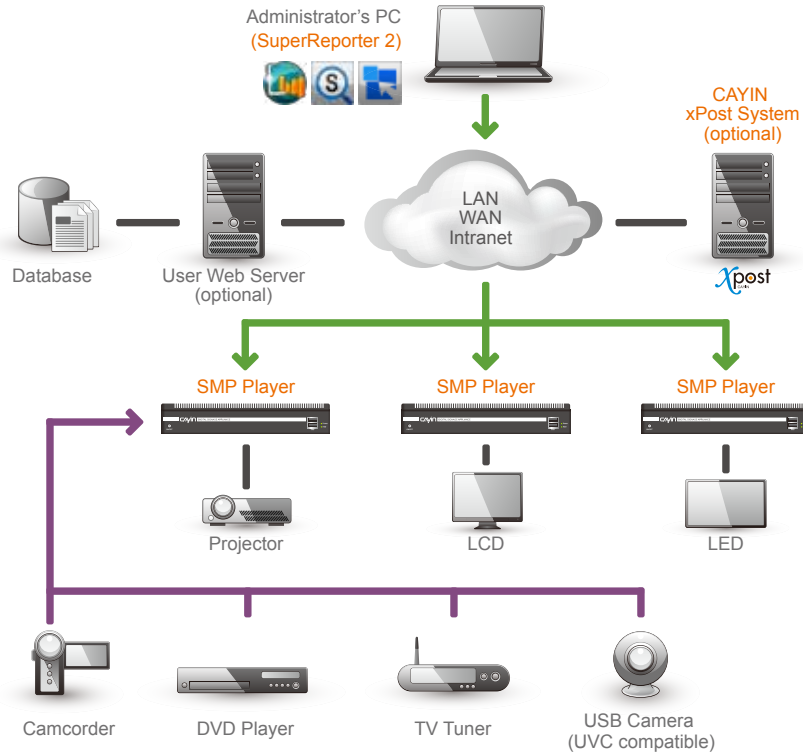 Administrator's PC
(SuperReporter 2)
S
CAYIN
xPost System
(optional)
LAN
WAN
Intranet
Database
User Web Server
(optional)
Xpost
CAYIN
SMP Player
SMP Player
SMP Player
CAYIN
CAYIN
CAYIN
Projector
LCD
LED
Camcorder
DVD Player
TV Tuner
USB Camera
(UVC compatible)